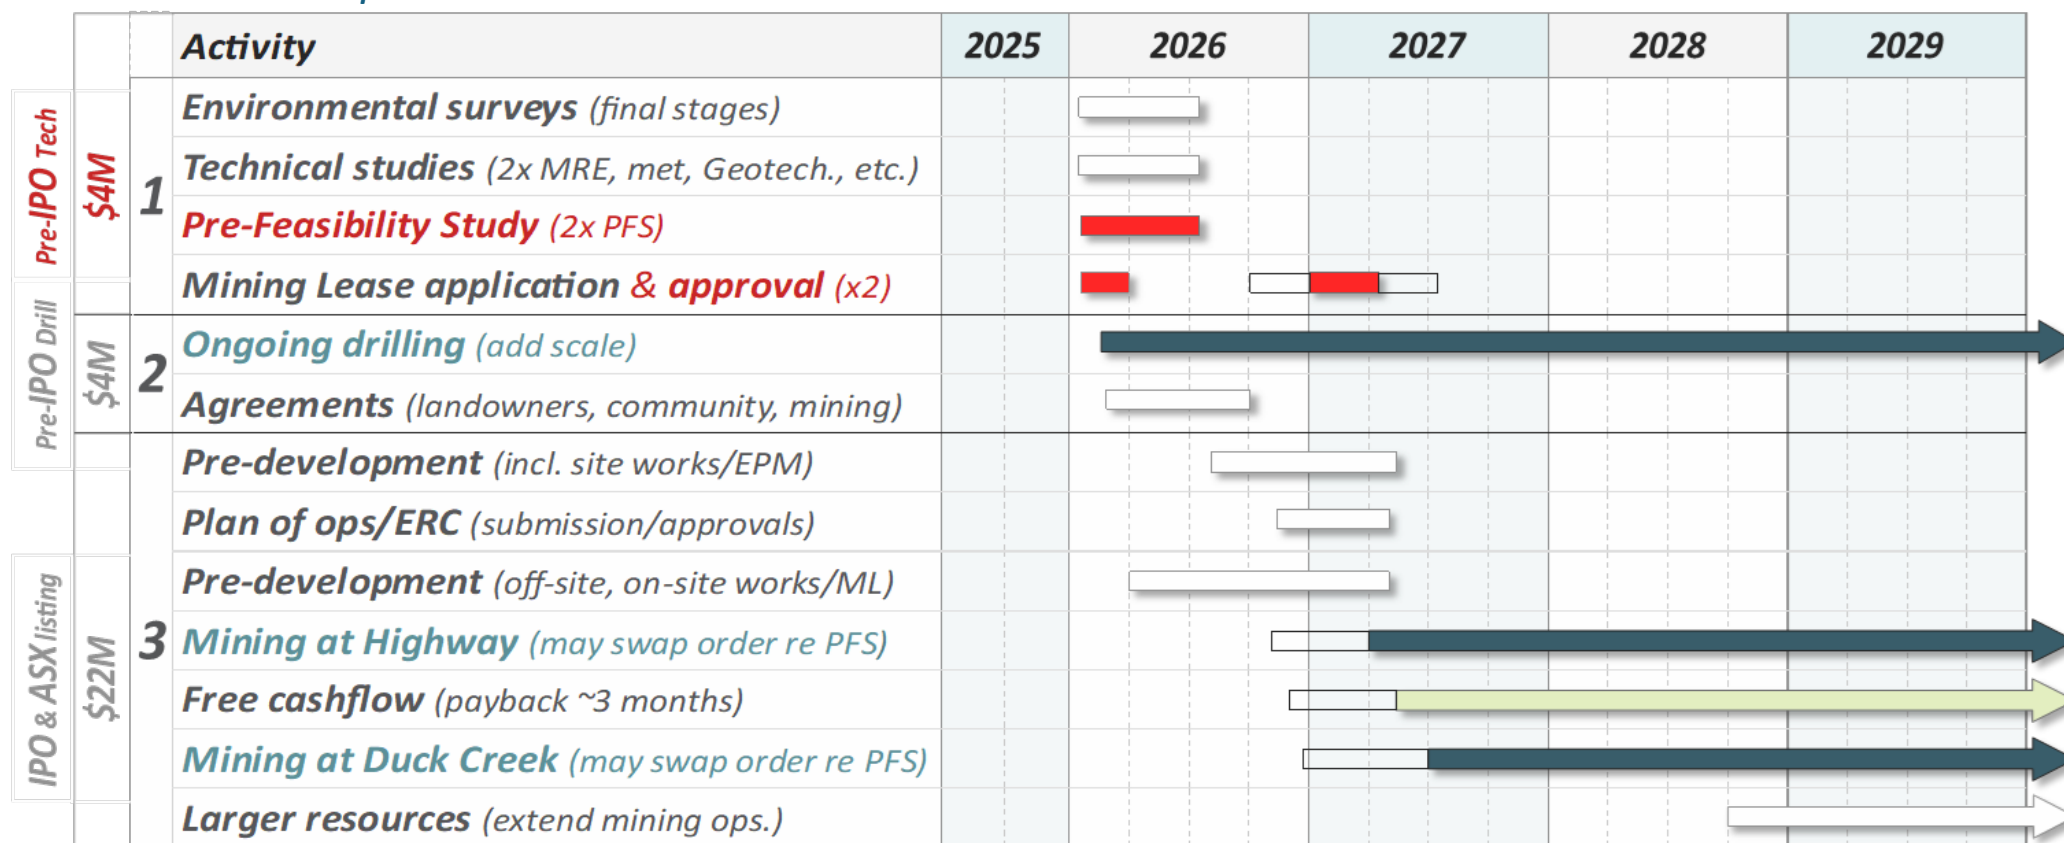 Activity 2025 2026 2027 2028 2029
Pre-IPO Tech
$4M
1
Environmental surveys (final stages)
Technical studies (2x MRE, met, Geotech., etc.)
Pre-Feasibility Study (2x PFS)
Mining Lease application & approval (x2)
Pre-IPO Drill
$4M
2
Ongoing drilling (add scale)
Agreements (landowners, community, mining)
IPO & ASX listing
$22M
3
Pre-development (incl. site works/EPM)
Plan of ops/ERC (submission/approvals)
Pre-development (off-site, on-site works/ML)
Mining at Highway (may swap order re PFS)
Free cashflow (payback ~3 months)
Mining at Duck Creek (may swap order re PFS)
Larger resources (extend mining ops.)